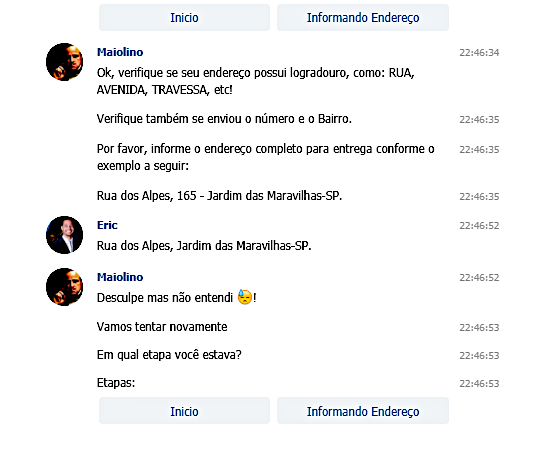 Inicio Informando Endereço
Maiolino 22:46:34
Ok, verifique se seu endereço possui logradouro, como: RUA,
AVENIDA, TRAVESSA, etc!
Verifique também se enviou o número e o Bairro. 22:46:35
Por favor, informe o endereço completo para entrega conforme o 22:46:35
exemplo a seguir:
Rua dos Alpes, 165 - Jardim das Maravilhas-SP. 22:46:35
Eric 22:46:52
Rua dos Alpes, Jardim das Maravilhas-SP.
Maiolino 22:46:52
Desculpe mas não entendi 😓!
Vamos tentar novamente 22:46:53
Em qual etapa você estava? 22:46:53
Etapas: 22:46:53
Inicio Informando Endereço